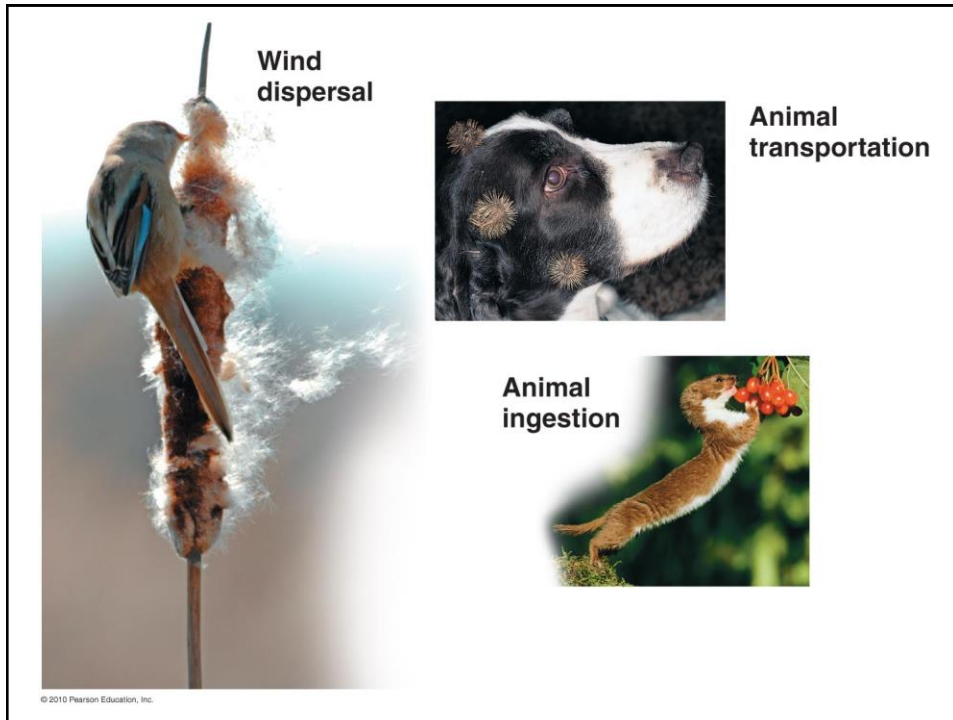 Wind
dispersal
Animal
transportation
Animal
ingestion
© 2010 Pearson Education, Inc.